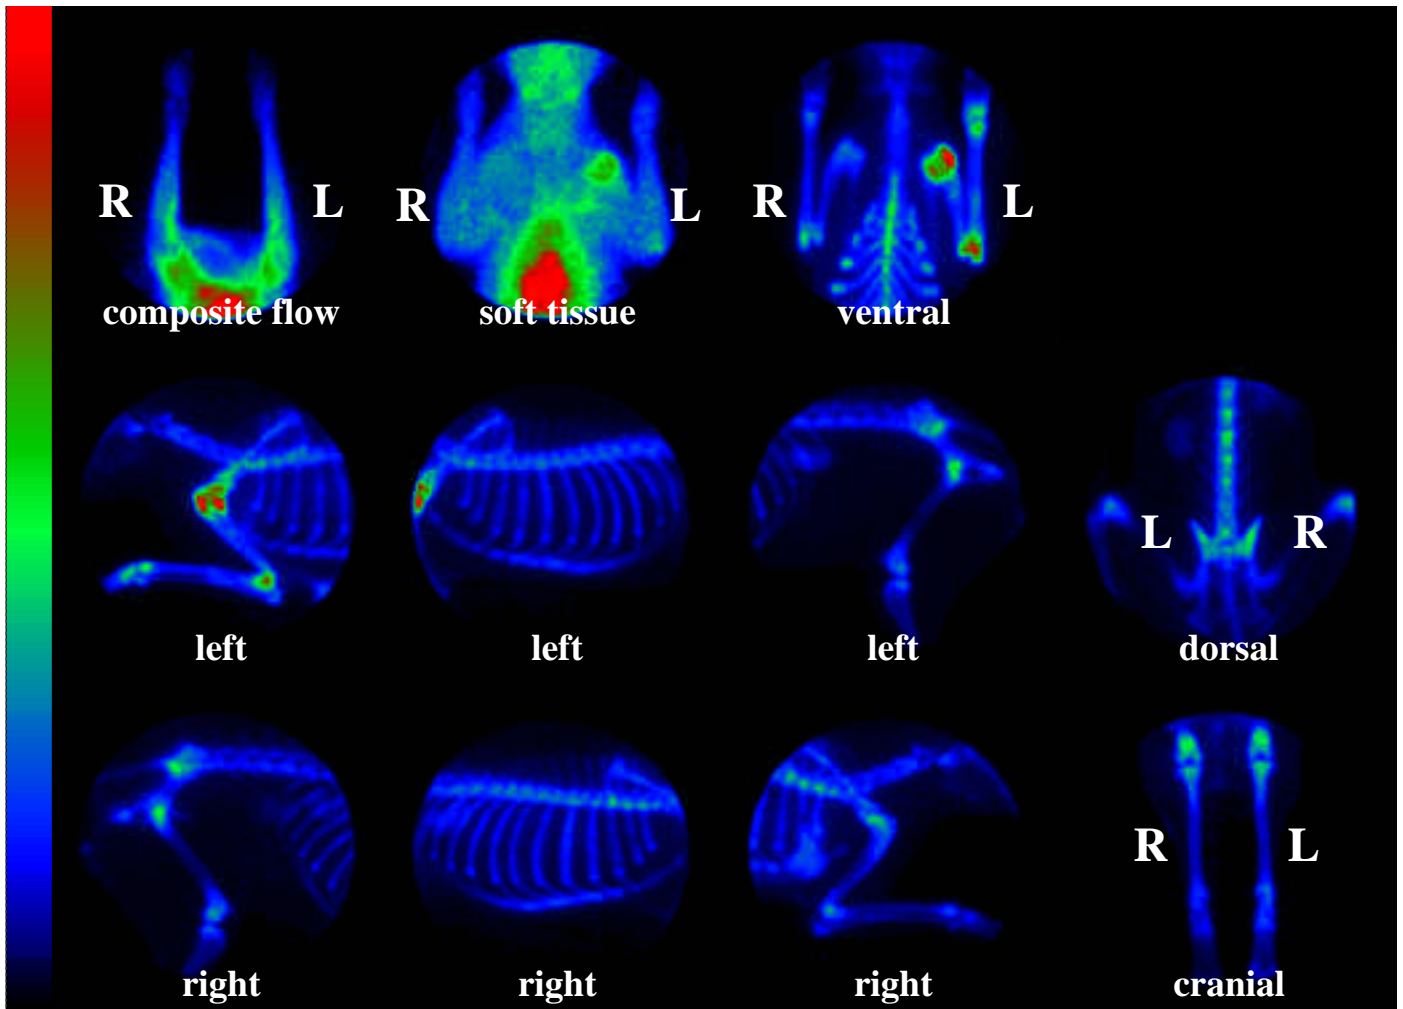 R L R L R L
composite flow soft tissue ventral
L R
left left left dorsal
R L
right right right cranial